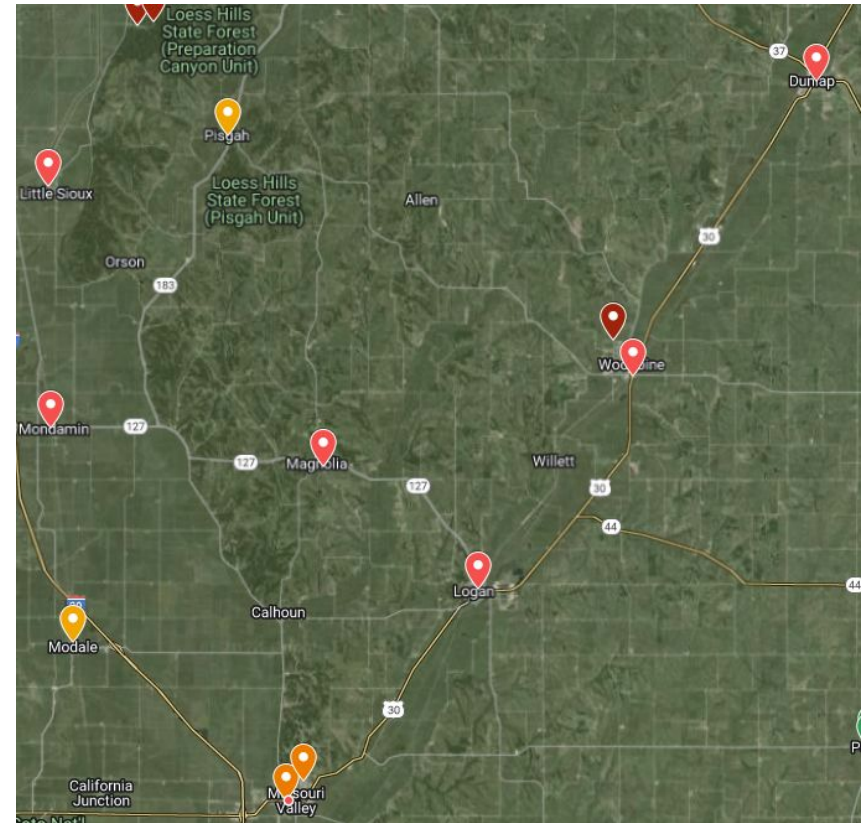 Loess Hills
State Forest
(Preparation
Canyon Unit)
37
Dunlap
Pisgah
Little Sioux
Loess Hills
State Forest
(Pisgah Unit)
Allen
30
Orson
183
Woodbine
Mondamin
127
127
Magnolia
Willett
127
30
44
44
Logan
Calhoun
Modale
30
California
Junction
Missouri
Valley